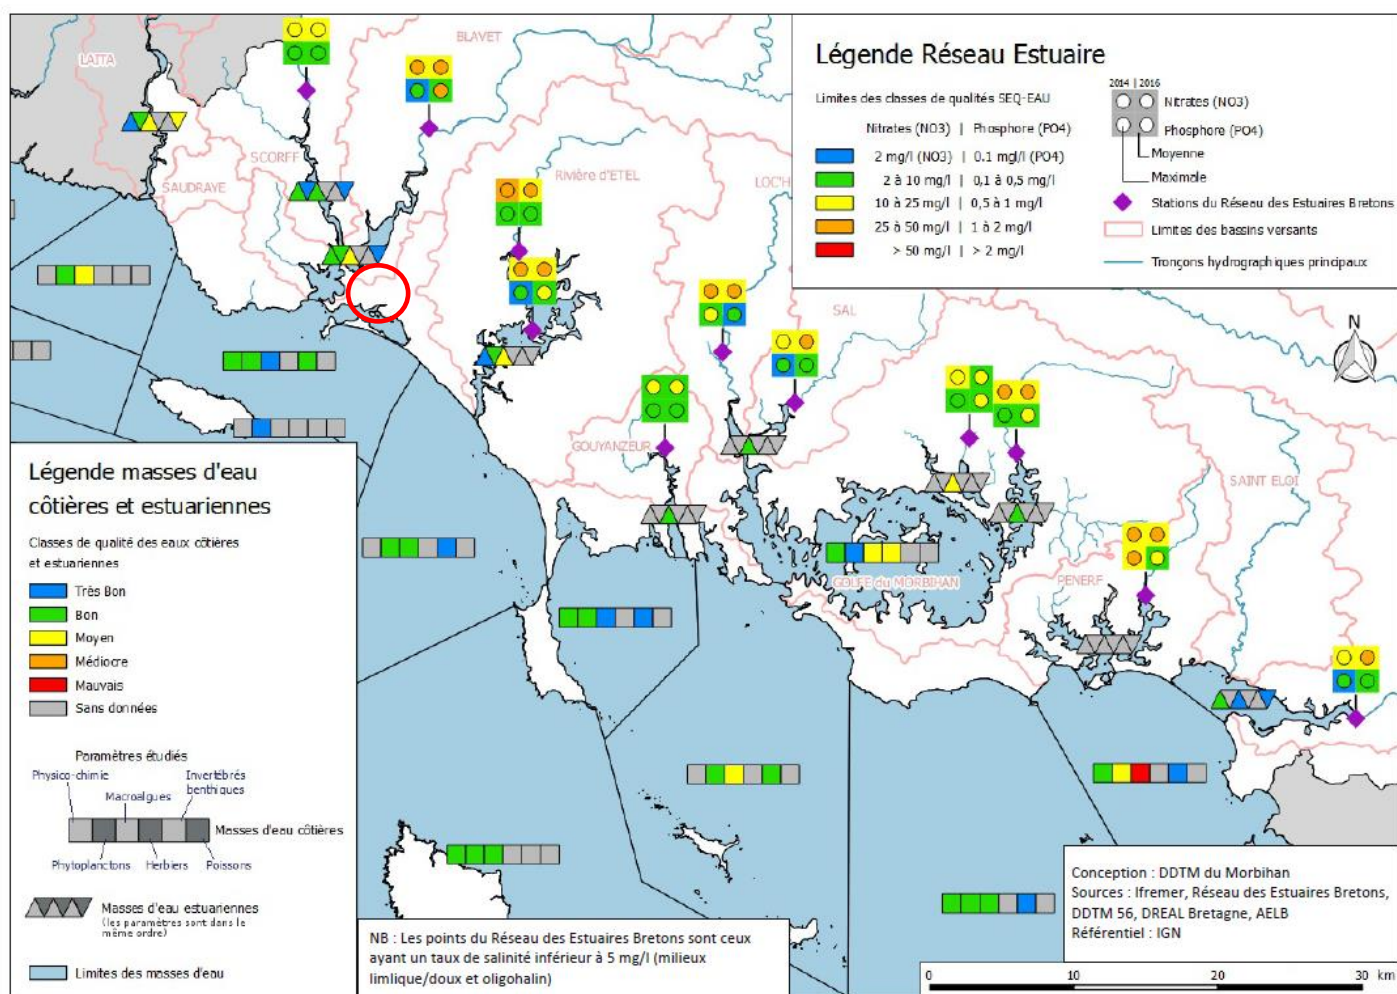 LAITA
BLAVET
SCORFF
SAUDRAYE
Rivière d'ETEL
LOC'H
SAL
GOUYANZEUR
GOLFE du MORBIHAN
PENERF
SAINT ELOI
Légende Réseau Estuaire
Limites des classes de qualités SEQ-EAU
Nitrates (NO3) | Phosphore (PO4)
2 mg/l (NO3) | 0.1 mgl/l (PO4)
2 à 10 mg/l | 0,1 à 0,5 mg/l
10 à 25 mg/l | 0,5 à 1 mg/l
25 à 50 mg/l | 1 à 2 mg/l
> 50 mg/l | > 2 mg/l
2014 | 2016
Nitrates (NO3)
Phosphore (PO4)
Moyenne
Maximale
Stations du Réseau des Estuaires Bretons
Limites des bassins versants
Tronçons hydrographiques principaux
N
Légende masses d'eau
côtières et estuariennes
Classes de qualité des eaux côtières
et estuariennes
Très Bon
Bon
Moyen
Médiocre
Mauvais
Sans données
Paramètres étudiés
Physico-chimie
Invertébrés
benthiques
Macroalgues
Masses d'eau côtières
Phytoplanctons
Herbiers
Poissons
Masses d'eau estuariennes
(les paramètres sont dans le
même ordre)
Limites des masses d'eau
NB : Les points du Réseau des Estuaires Bretons sont ceux
ayant un taux de salinité inférieur à 5 mg/l (milieux
limlique/doux et oligohalin)
Conception : DDTM du Morbihan
Sources : Ifremer, Réseau des Estuaires Bretons,
DDTM 56, DREAL Bretagne, AELB
Référentiel : IGN
0 10 20 30 km